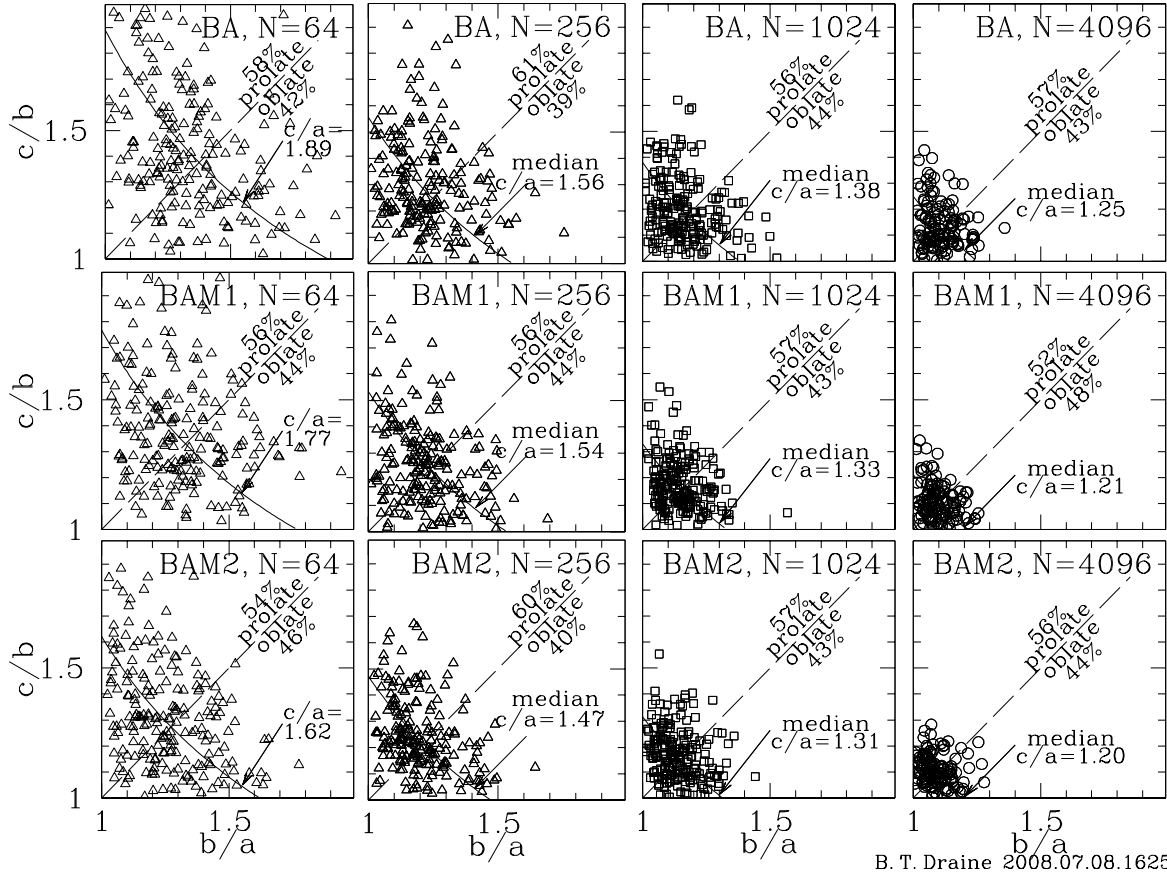 BA, N=64
58%
prolate
oblate
42%
c/a=
1.89
c/b
1.5
1
BA, N=256
61%
prolate
oblate
39%
median
c/a=1.56
BA, N=1024
56%
prolate
oblate
44%
median
c/a=1.38
BA, N=4096
57%
prolate
oblate
43%
median
c/a=1.25
BAM1, N=64
56%
prolate
oblate
44%
c/a=
1.77
c/b
1.5
1
BAM1, N=256
56%
prolate
oblate
44%
median
c/a=1.54
BAM1, N=1024
57%
prolate
oblate
43%
median
c/a=1.33
BAM1, N=4096
52%
prolate
oblate
48%
median
c/a=1.21
BAM2, N=64
54%
prolate
oblate
46%
c/a=
1.62
c/b
1.5
1
BAM2, N=256
60%
prolate
oblate
40%
median
c/a=1.47
BAM2, N=1024
57%
prolate
oblate
43%
median
c/a=1.31
BAM2, N=4096
56%
prolate
oblate
44%
median
c/a=1.20
1 1.5 1 1.5 1 1.5 1 1.5
b/a b/a b/a b/a
B. T. Draine 2008.07.08.1625